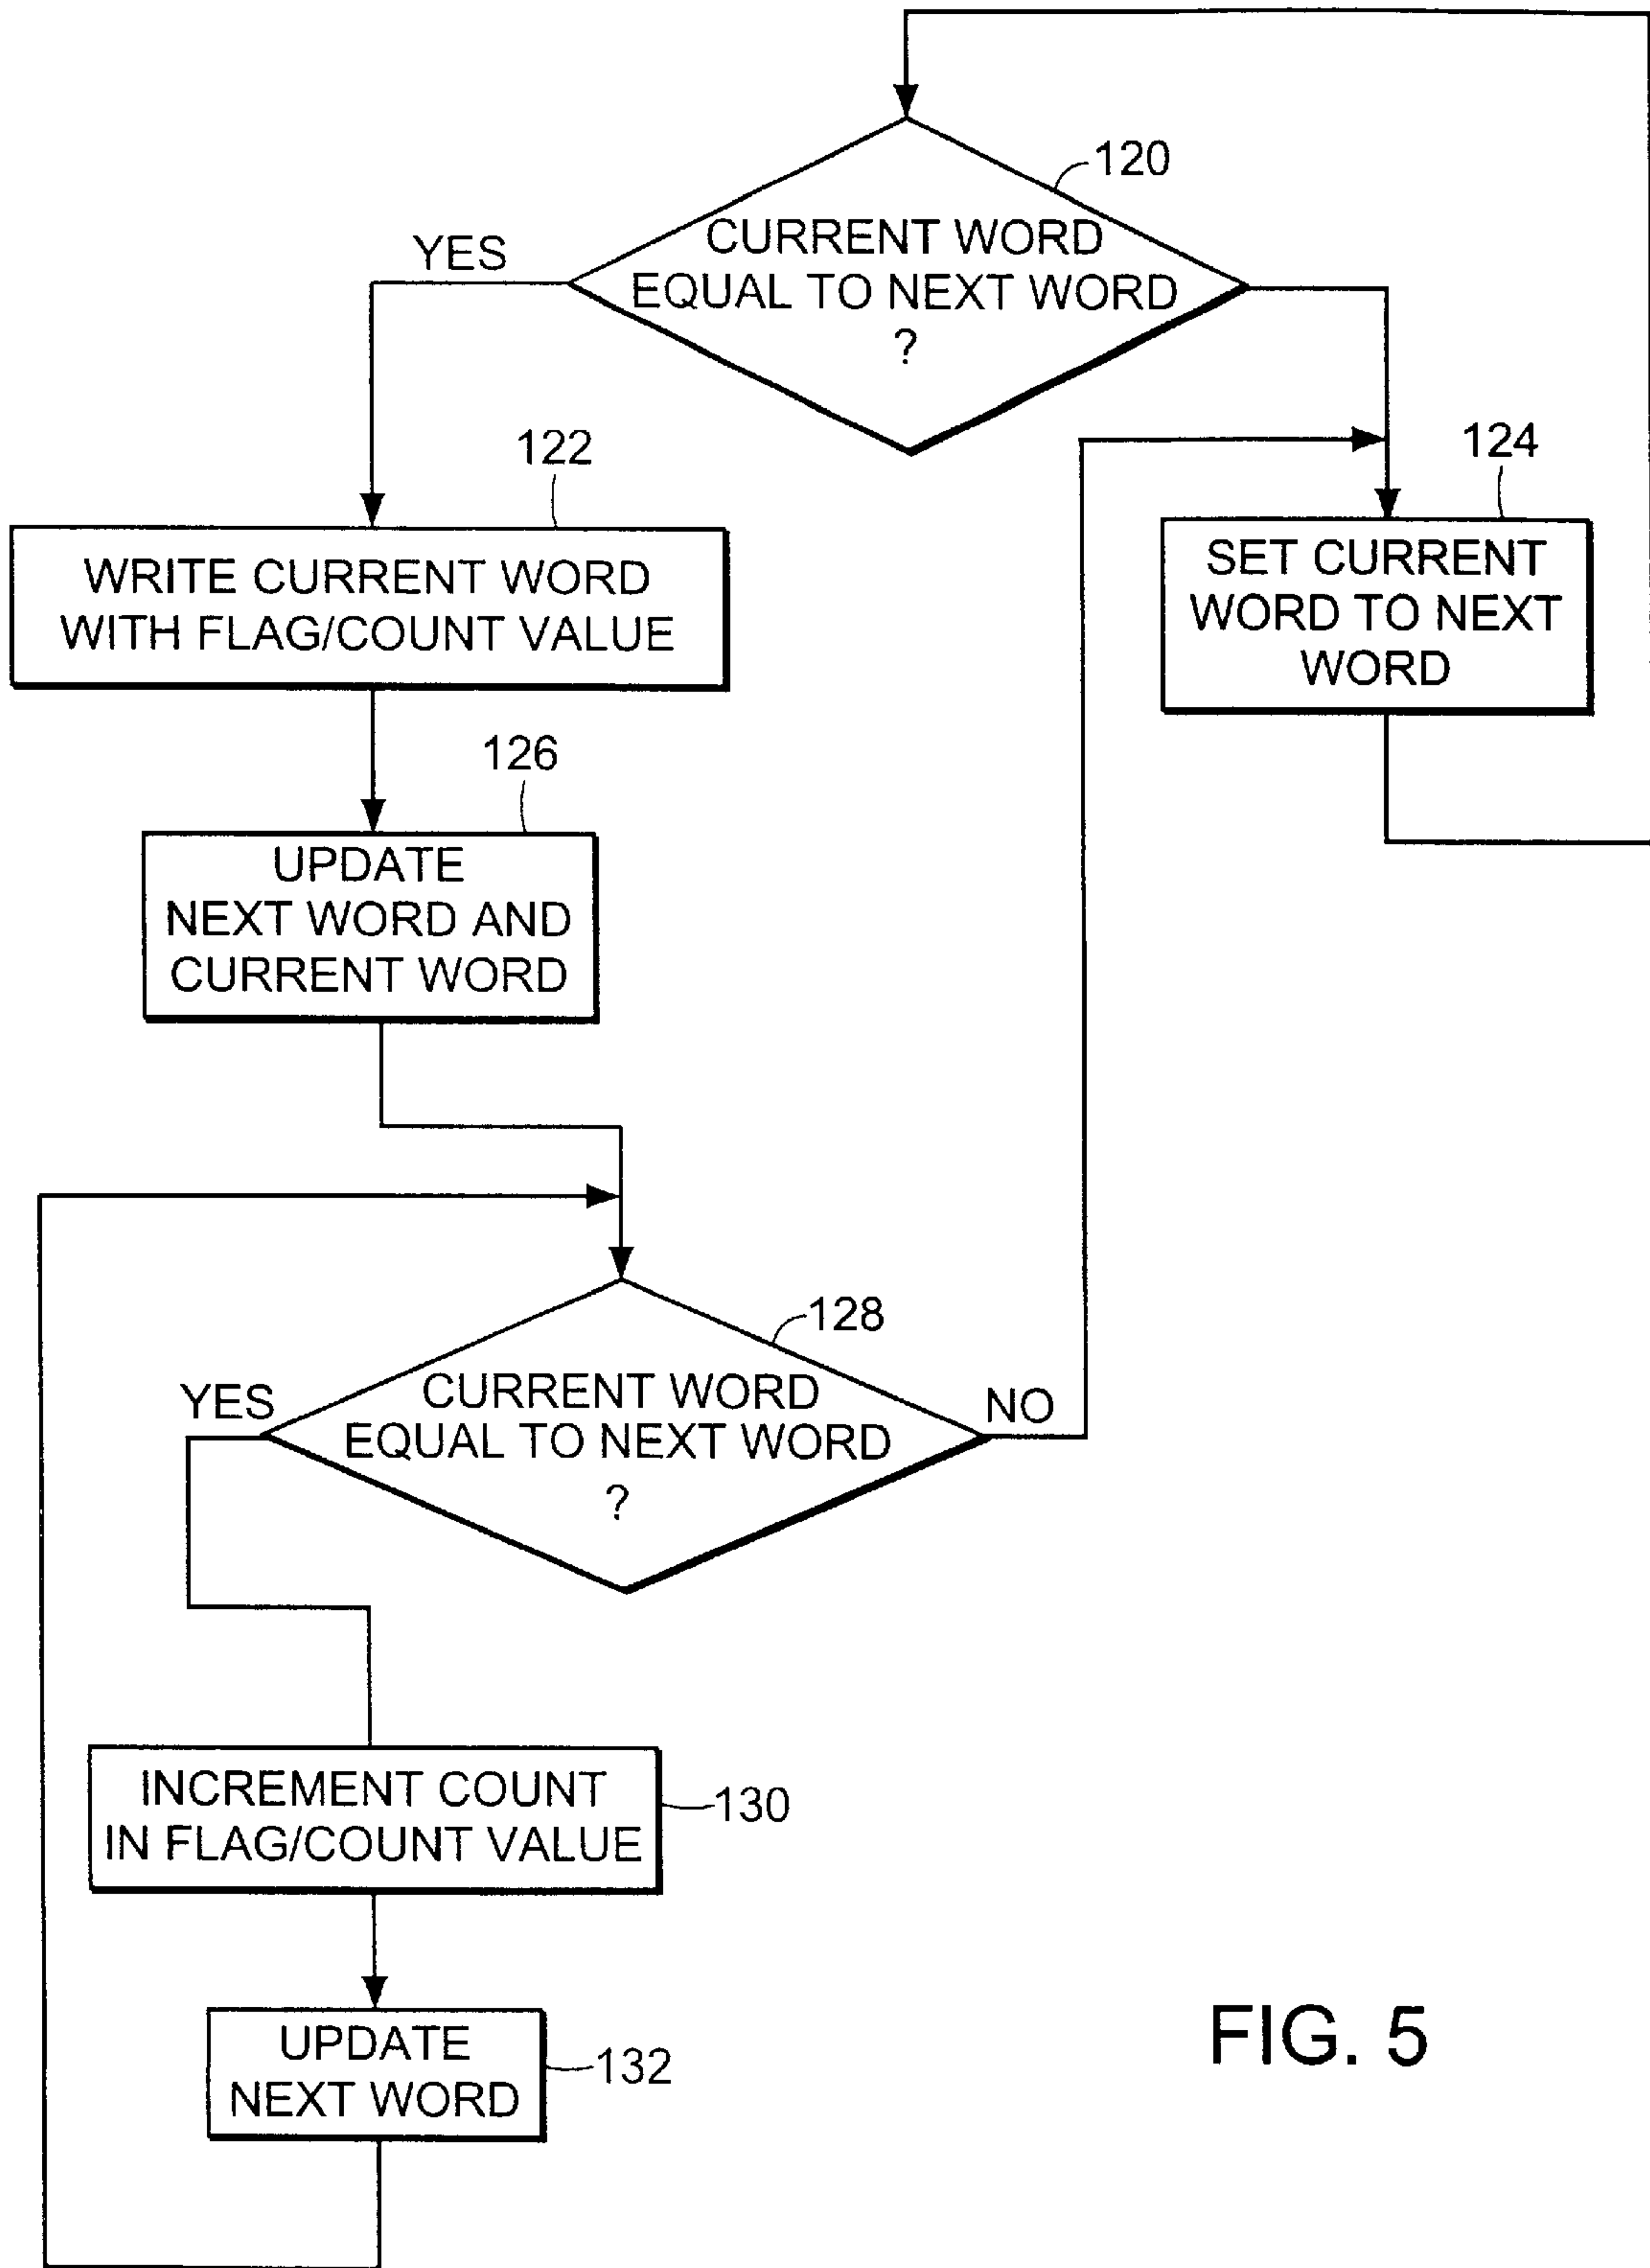 120
CURRENT WORD
EQUAL TO NEXT WORD
?
YES
122
WRITE CURRENT WORD
WITH FLAG/COUNT VALUE
124
SET CURRENT
WORD TO NEXT
WORD
126
UPDATE
NEXT WORD AND
CURRENT WORD
128
CURRENT WORD
EQUAL TO NEXT WORD
?
YES
NO
INCREMENT COUNT
IN FLAG/COUNT VALUE
130
UPDATE
NEXT WORD
132
FIG. 5